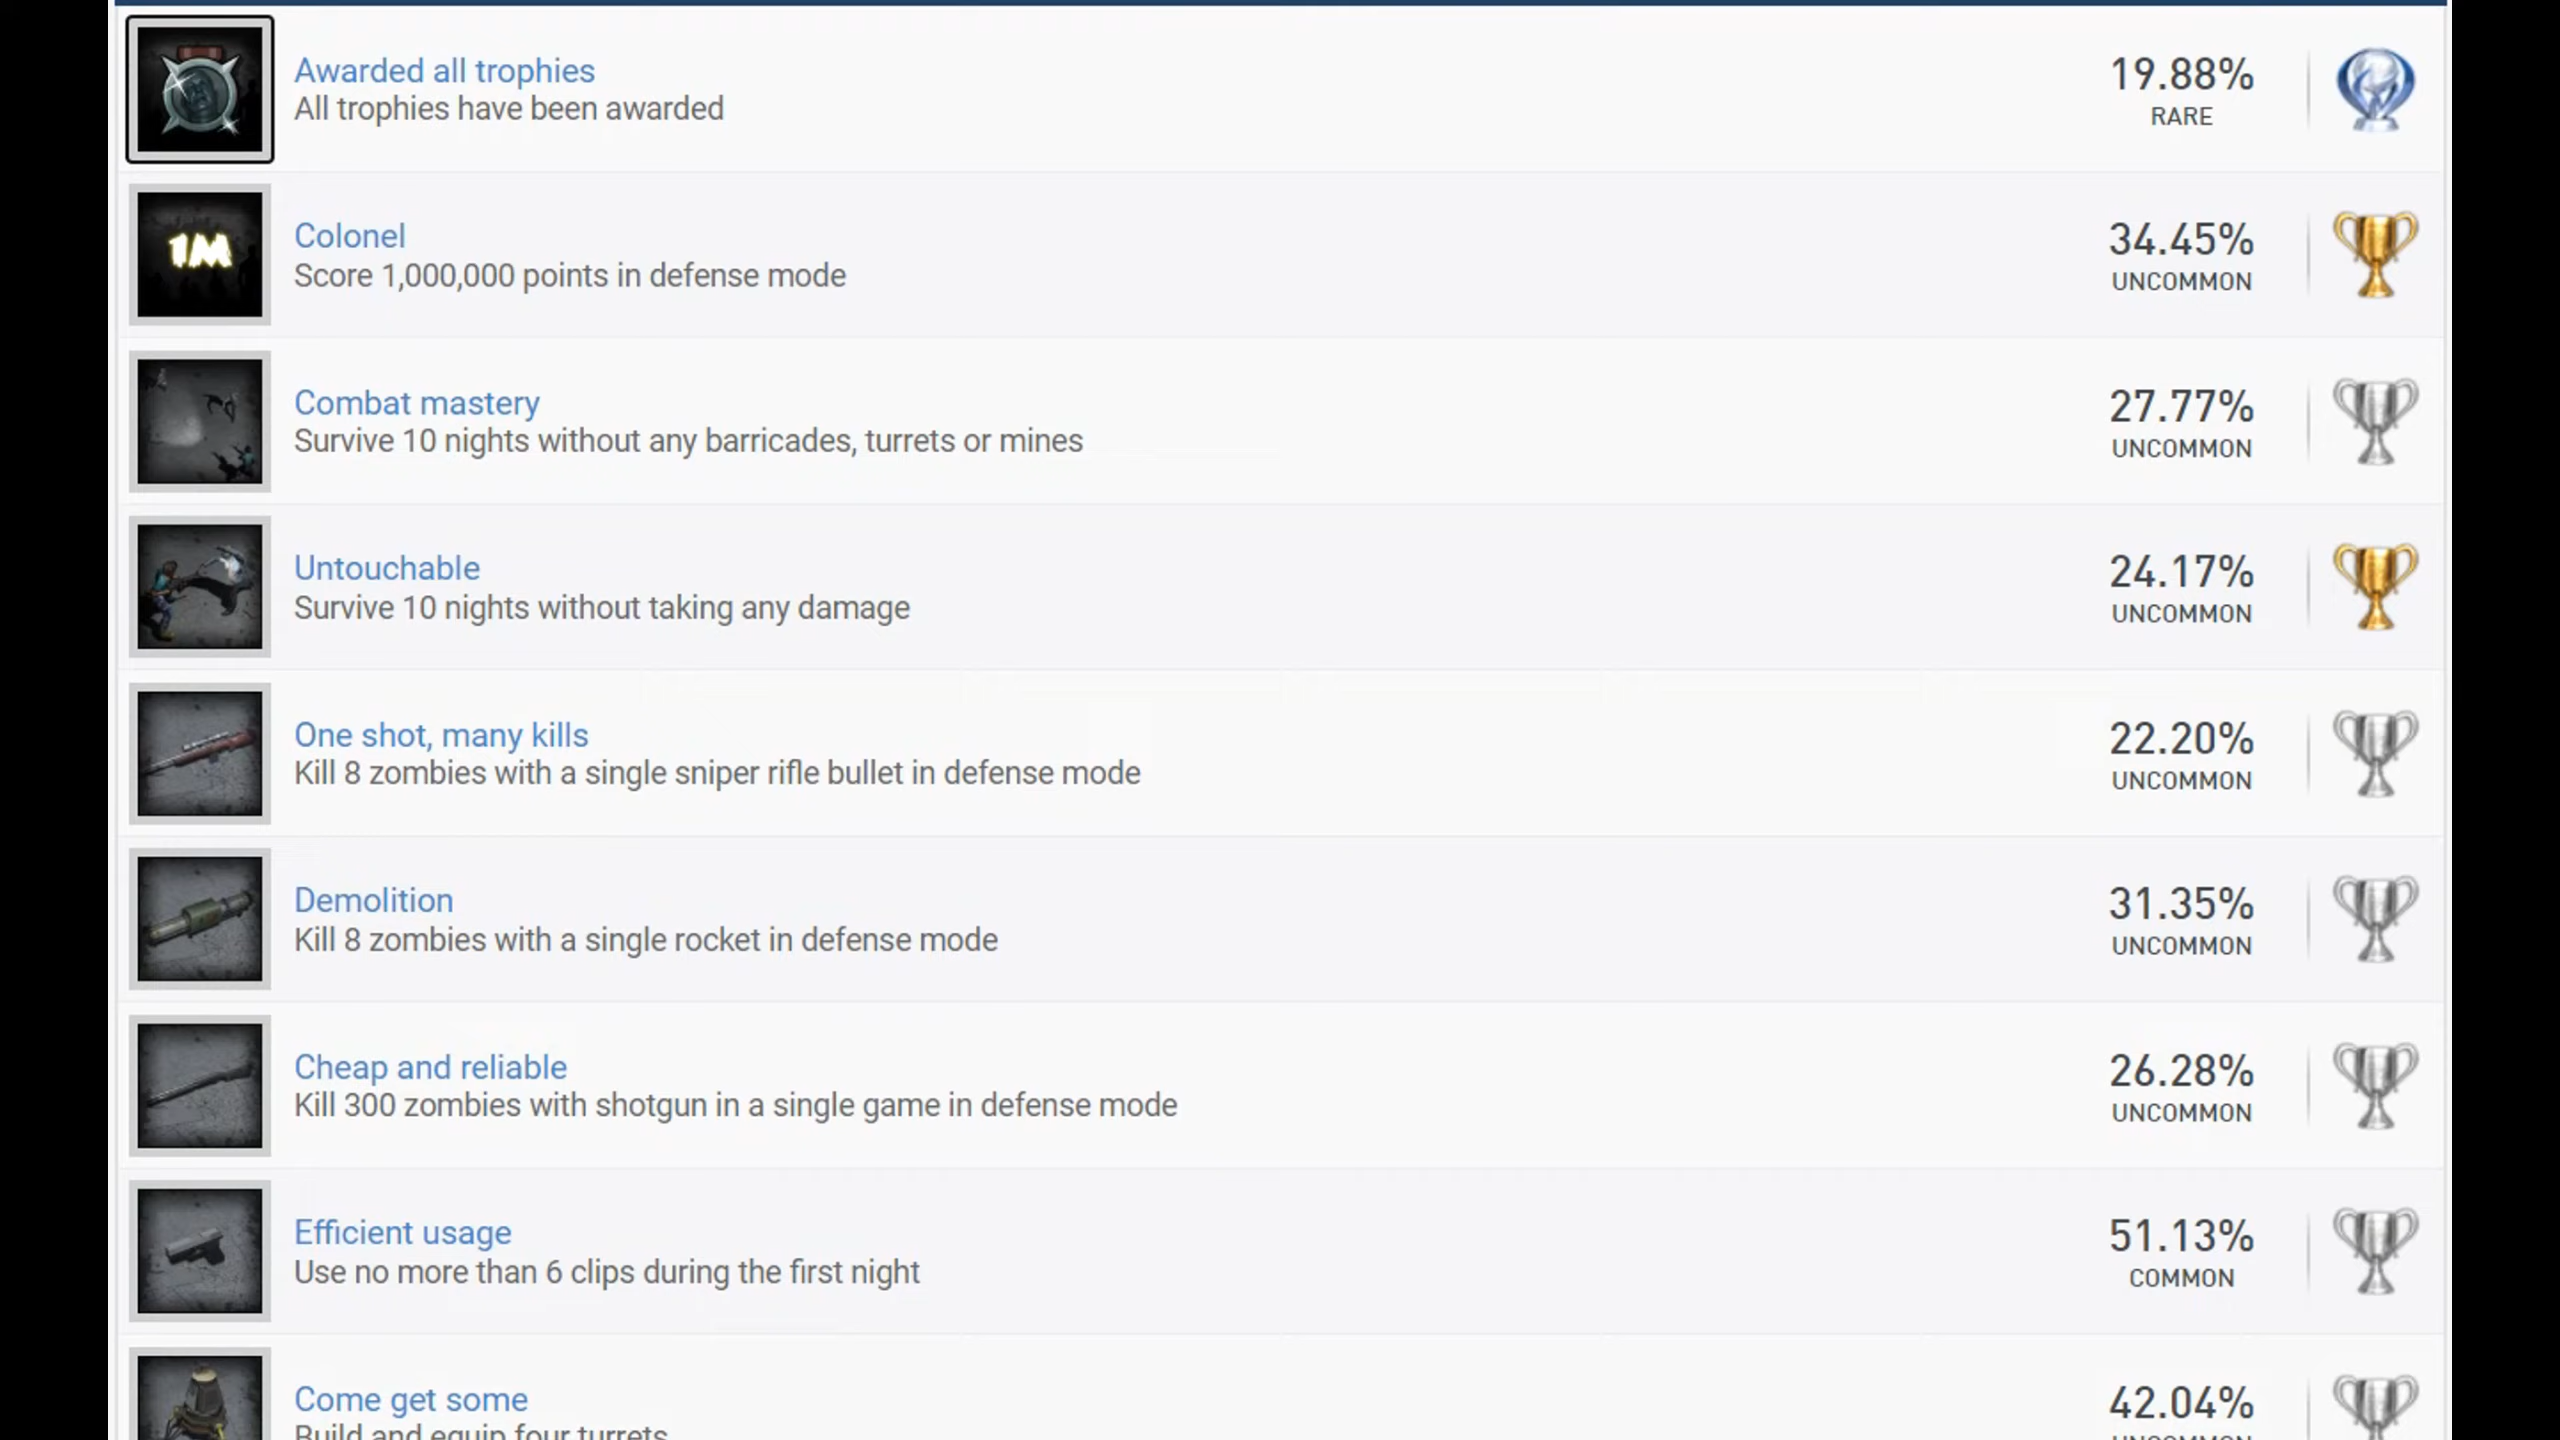 Awarded all trophies
All trophies have been awarded
19.88%
RARE
1M
Colonel
Score 1,000,000 points in defense mode
34.45%
UNCOMMON
Combat mastery
Survive 10 nights without any barricades, turrets or mines
27.77%
UNCOMMON
Untouchable
Survive 10 nights without taking any damage
24.17%
UNCOMMON
One shot, many kills
Kill 8 zombies with a single sniper rifle bullet in defense mode
22.20%
UNCOMMON
Demolition
Kill 8 zombies with a single rocket in defense mode
31.35%
UNCOMMON
Cheap and reliable
Kill 300 zombies with shotgun in a single game in defense mode
26.28%
UNCOMMON
Efficient usage
Use no more than 6 clips during the first night
51.13%
COMMON
Come get some
Build and equip four turrets
42.04%
UNCOMMON